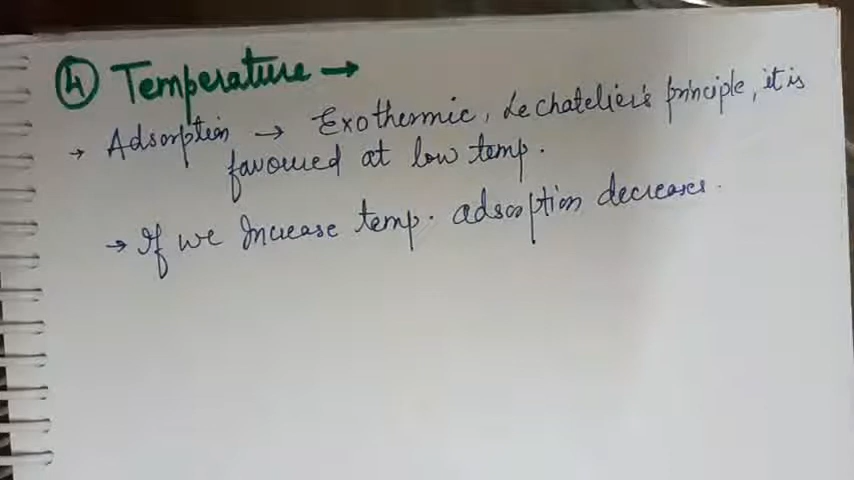 ④ Temperature →
→ Adsorption → Exothermic, Le chatelier's principle, it is
favoured at low temp.
→ If we Increase temp. adsorption decreases.